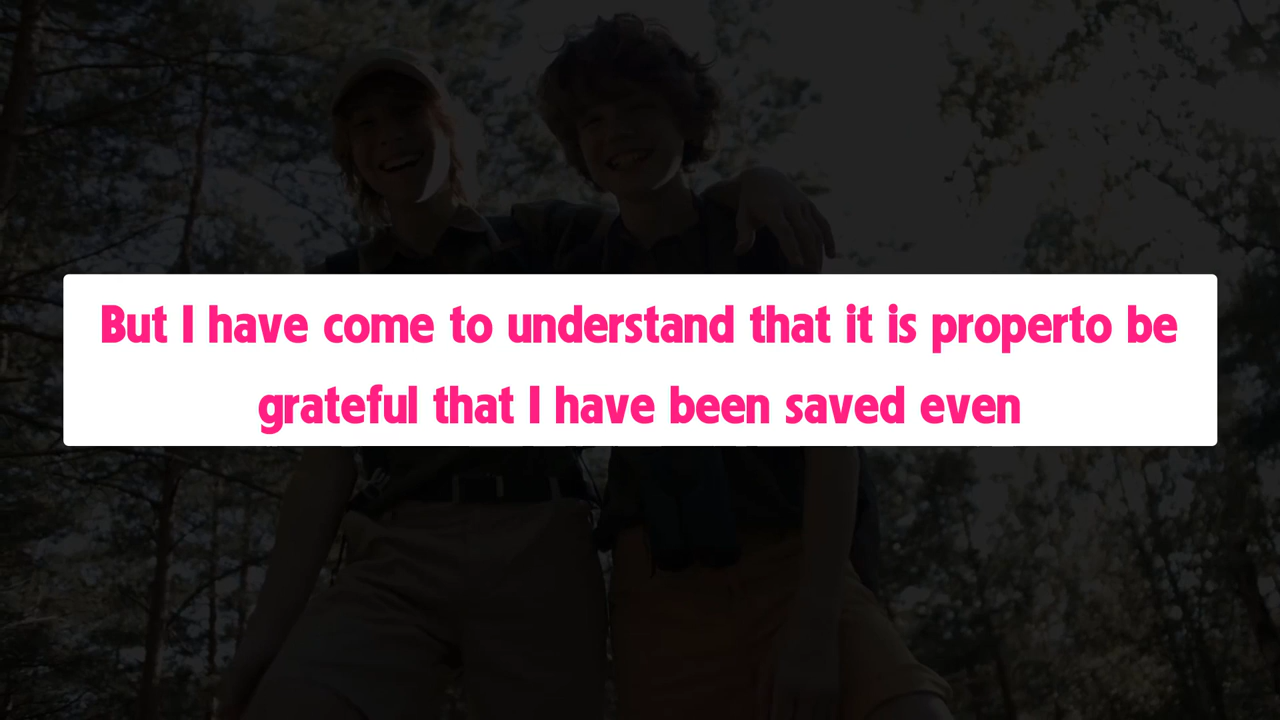 But I have come to understand that it is properto be
grateful that I have been saved even